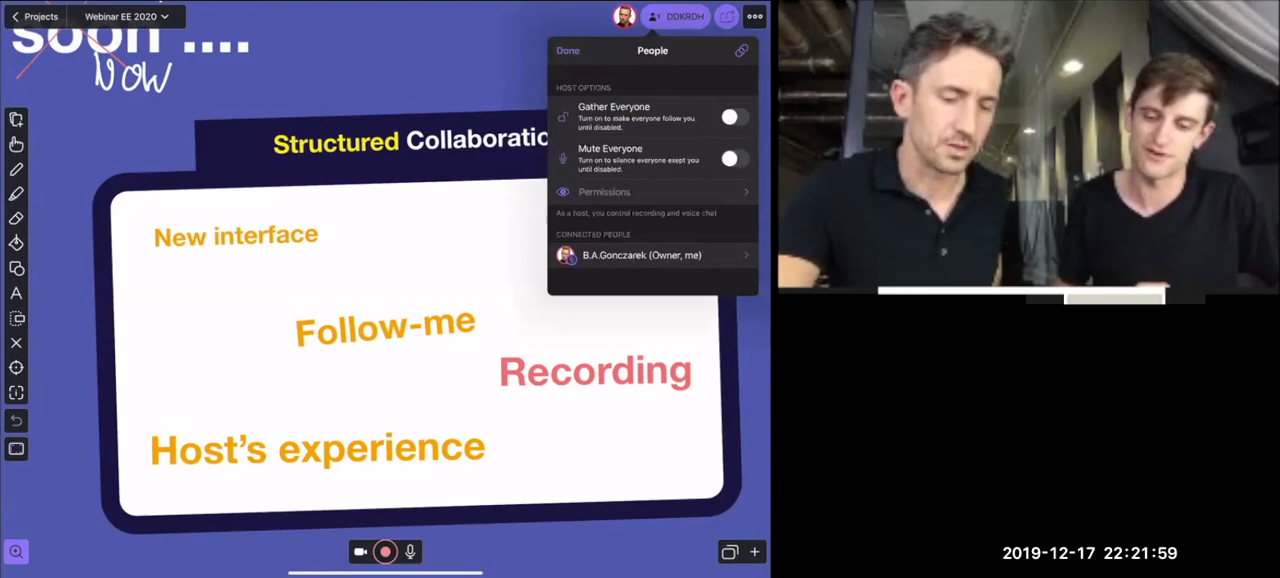 Projects
Webinar EE 2020
DDKRDH
soon ....
Now
Done
People
HOST OPTIONS
Gather Everyone
Turn on to make everyone follow you
until disabled.
Mute Everyone
Turn on to silence everyone exept you
until disabled.
Permissions
As a host, you control recording and voice chat
CONNECTED PEOPLE
B.A.Gonczarek (Owner, me)
Structured Collaboratio
New interface
Follow-me
Recording
Host's experience
A
2019-12-17 22:21:59